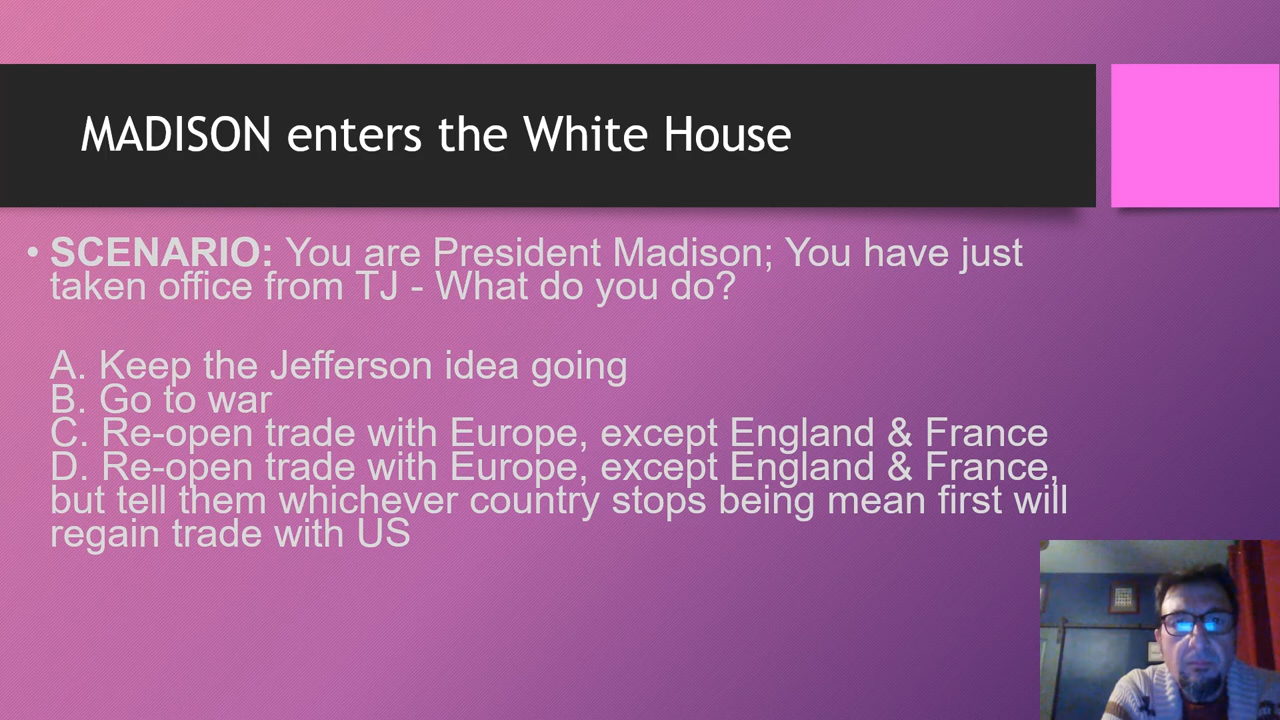 MADISON enters the White House
• SCENARIO: You are President Madison; You have just
taken office from TJ - What do you do?
A. Keep the Jefferson idea going
B. Go to war
C. Re-open trade with Europe, except England & France
D. Re-open trade with Europe, except England & France,
but tell them whichever country stops being mean first will
regain trade with US